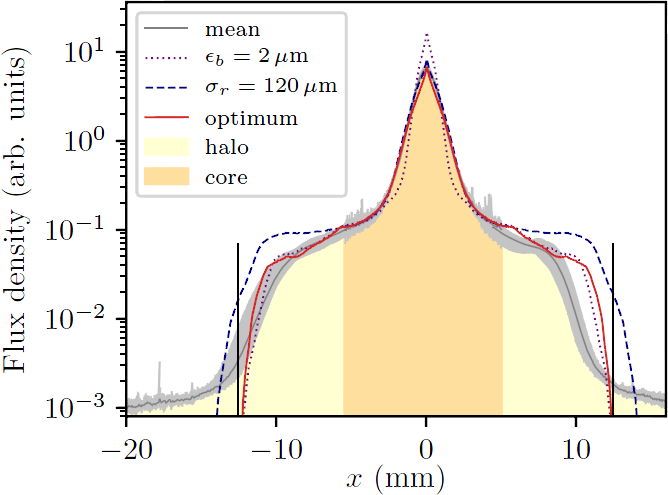 mean
ϵ_b = 2 μm
σ_r = 120 μm
optimum
halo
core
Flux density (arb. units)
10^1
10^0
10^−1
10^−2
10^−3
−20 −10 0 10
x (mm)